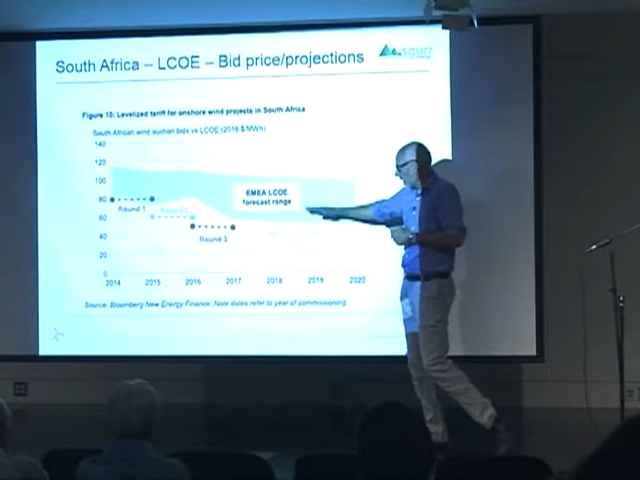 South Africa – LCOE – Bid price/projections
sgurr
Figure 10: Levelized tariff for onshore wind projects in South Africa
South African wind auction bids vs LCOE (2016 $/MWh)
140
120
100
80
60
40
20
0
EMEA LCOE
forecast range
Round 1
Round 3
2014 2015 2016 2017 2018 2019 2020
Source: Bloomberg New Energy Finance. Note dates refer to year of commissioning.